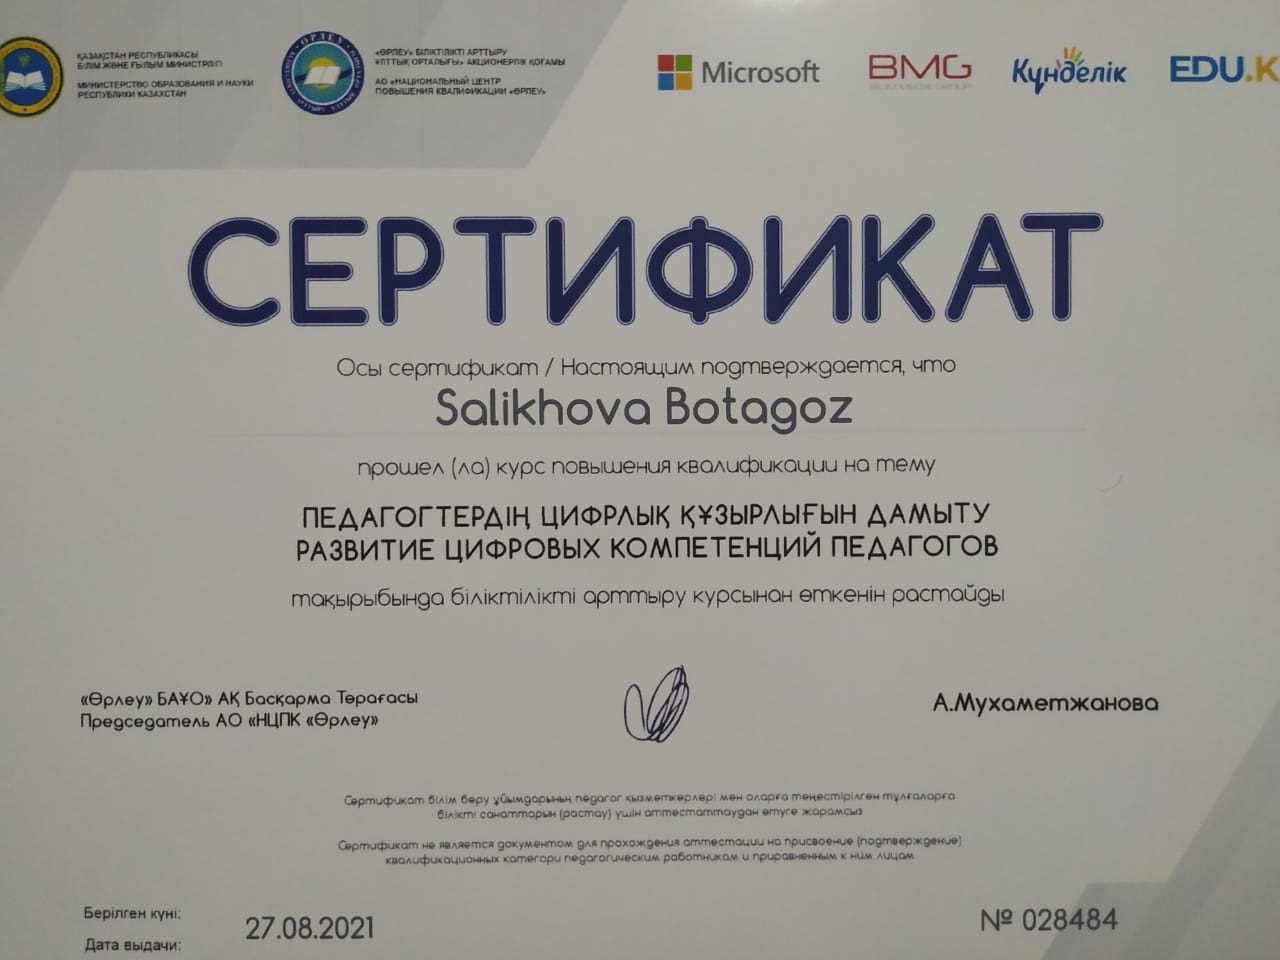 ҚАЗАҚСТАН РЕСПУБЛИКАСЫ
БІЛІМ ЖӘНЕ ҒЫЛЫМ МИНИСТРЛІГІ
МИНИСТЕРСТВО ОБРАЗОВАНИЯ И НАУКИ
РЕСПУБЛИКИ КАЗАХСТАН
ӨРЛЕУ
«ӨРЛЕУ» БІЛІКТІЛІКТІ АРТТЫРУ
ҰЛТТЫҚ ОРТАЛЫҒЫ» АКЦИОНЕРЛІК ҚОҒАМЫ
АО «НАЦИОНАЛЬНЫЙ ЦЕНТР
ПОВЫШЕНИЯ КВАЛИФИКАЦИИ «ӨРЛЕУ»
Microsoft
BMG
BILIM MEDIA GROUP
Күнделік
EDU.K
СЕРТИФИКАТ
Осы сертификат / Настоящим подтверждается, что
Salikhova Botagoz
прошел (ла) курс повышения квалификации на тему
ПЕДАГОГТЕРДІҢ ЦИФРЛЫҚ ҚҰЗЫРЛЫҒЫН ДАМЫТУ
РАЗВИТИЕ ЦИФРОВЫХ КОМПЕТЕНЦИЙ ПЕДАГОГОВ
тақырыбында біліктілікті арттыру курсынан өткенін растайды
«Өрлеу» БАҰО» АҚ Басқарма Төрағасы
Председатель АО «НЦПК «Өрлеу»
А.Мухаметжанова
Сертификат білім беру ұйымдарының педагог қызметкерлері мен оларға теңестірілген тұлғаларға
білікті санаттарын (растау) үшін аттестаттаудан өтуге жарамсыз
Сертификат не является документом для прохождения аттестации на присвоение (подтверждение)
квалификационных категори педагогическим работникам и приравненным к ним лицам
Берілген күні:
Дата выдачи:
27.08.2021
№ 028484